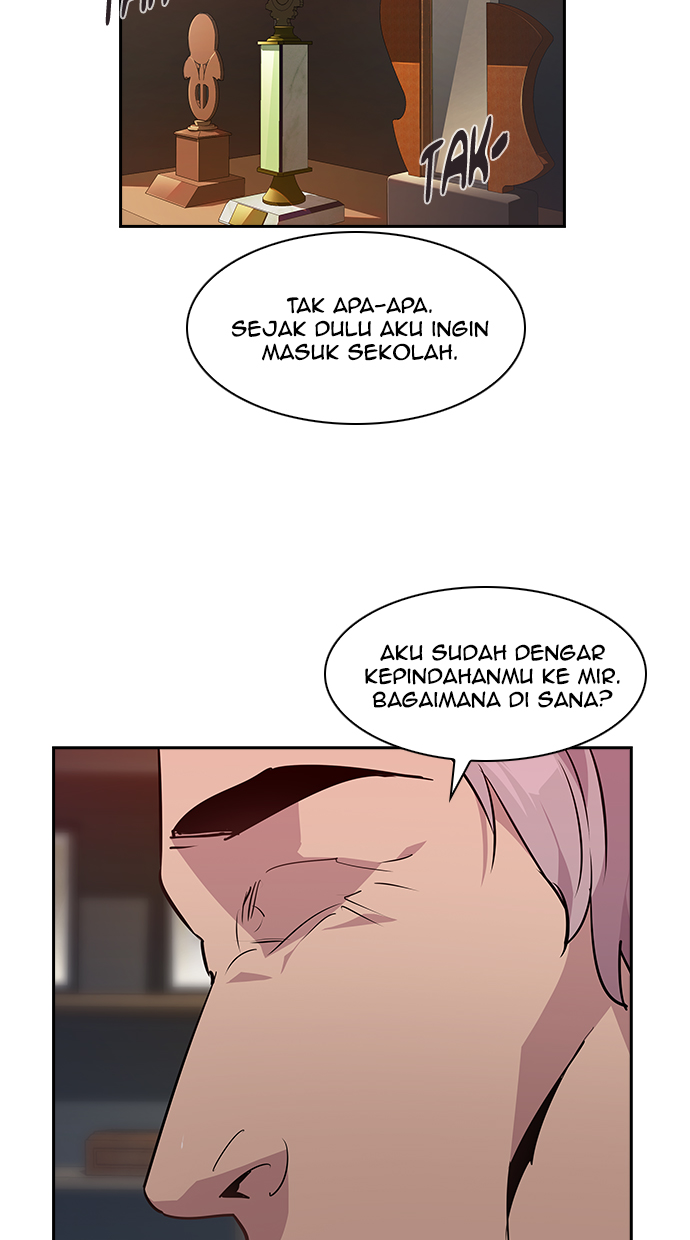 TAK-
TAK APA-APA.
SEJAK DULU AKU INGIN
MASUK SEKOLAH.
AKU SUDAH DENGAR
KEPINDAHANMU KE MIR.
BAGAIMANA DI SANA?